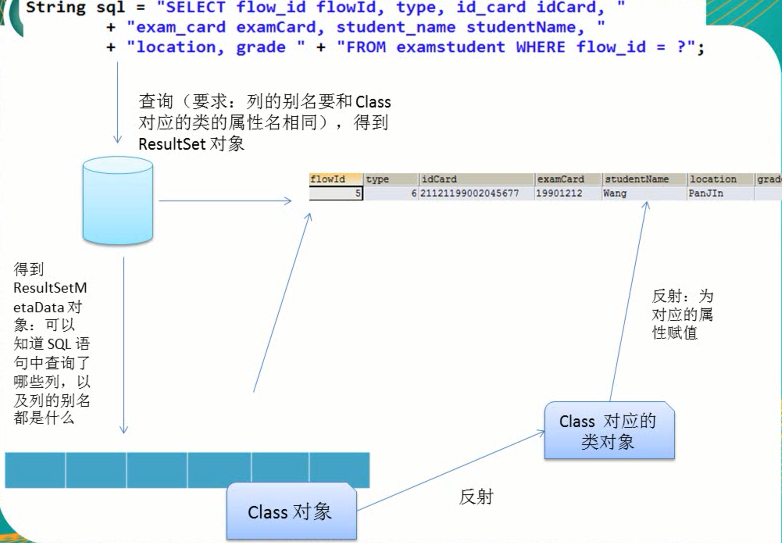 String sql = "SELECT flow_id flowId, type, id_card idCard, "
+ "exam_card examCard, student_name studentName, "
+ "location, grade " + "FROM examstudent WHERE flow_id = ?";
查询（要求：列的别名要和 Class
对应的类的属性名相同），得到
ResultSet 对象
flowId type idCard examCard studentName location grade
5 6 21121199002045677 19901212 Wang PanJIn
得到
ResultSetM
etaData 对
象：可以
知道 SQL 语
句中查询了
哪些列，以
及列的别名
都是什么
反射：为
对应的属
性赋值
Class 对应的
类对象
反射
Class 对象